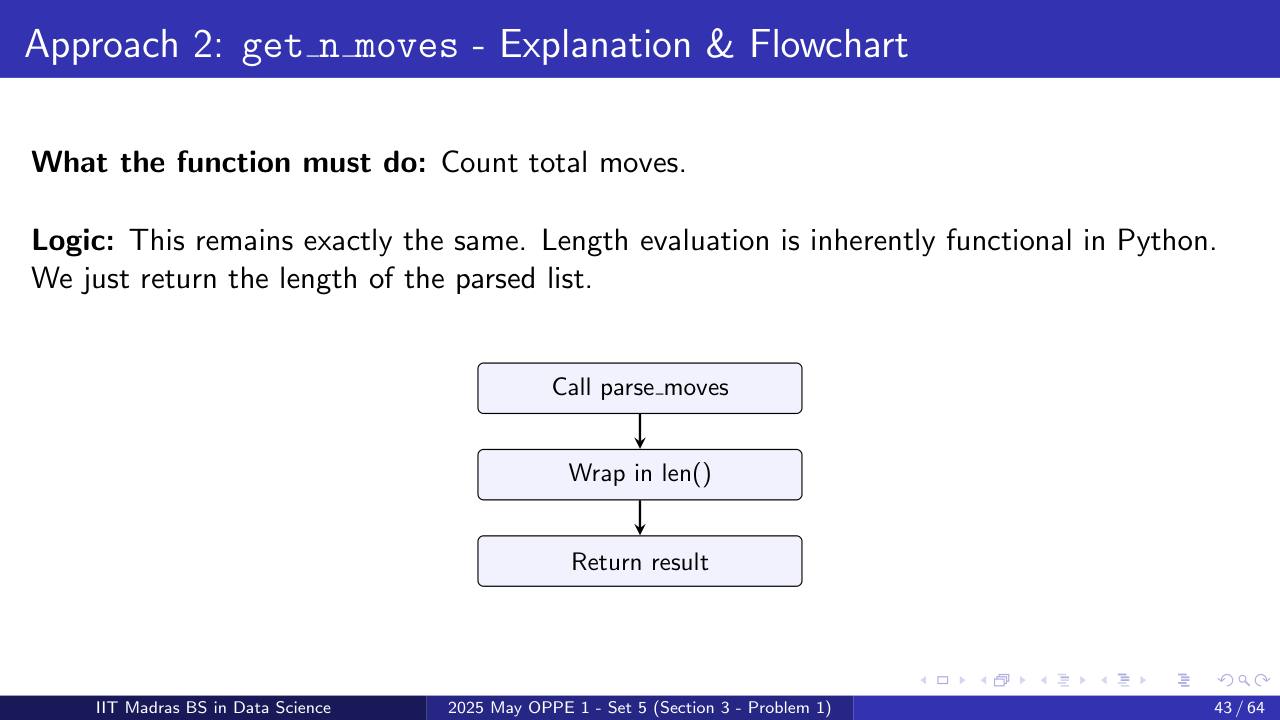 Approach 2: get_n_moves - Explanation & Flowchart
What the function must do: Count total moves.
Logic: This remains exactly the same. Length evaluation is inherently functional in Python.
We just return the length of the parsed list.
Call parse_moves
Wrap in len()
Return result
IIT Madras BS in Data Science
2025 May OPPE 1 - Set 5 (Section 3 - Problem 1)
43 / 64